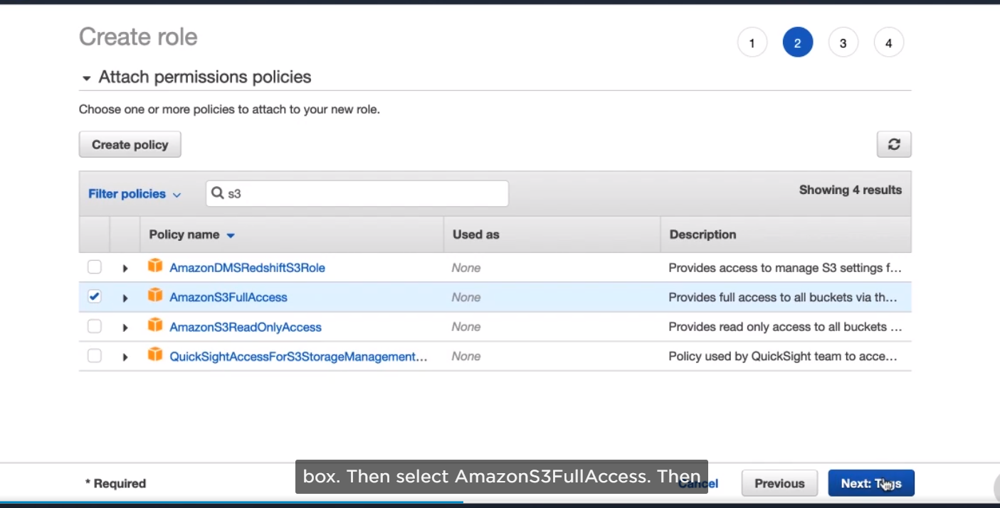 Create role
1 2 3 4
Attach permissions policies
Choose one or more policies to attach to your new role.
Create policy
Filter policies s3 Showing 4 results
Policy name Used as Description
AmazonDMSRedshiftS3Role None Provides access to manage S3 settings f...
AmazonS3FullAccess None Provides full access to all buckets via th...
AmazonS3ReadOnlyAccess None Provides read only access to all buckets ...
QuickSightAccessForS3StorageManagement... None Policy used by QuickSight team to acce...
box. Then select AmazonS3FullAccess. Then
* Required Cancel Previous Next: Tags